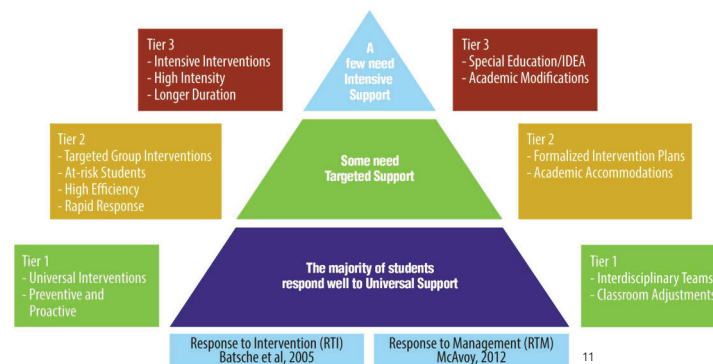 Tier 3
- Intensive Interventions
- High Intensity
- Longer Duration
A
few need
Intensive
Support
Tier 3
- Special Education/IDEA
- Academic Modifications
Tier 2
- Targeted Group Interventions
- At-risk Students
- High Efficiency
- Rapid Response
Some need
Targeted Support
Tier 2
- Formalized Intervention Plans
- Academic Accommodations
Tier 1
- Universal Interventions
- Preventive and
Proactive
The majority of students
respond well to Universal Support
Tier 1
- Interdisciplinary Teams
- Classroom Adjustments
Response to Intervention (RTI)
Batsche et al, 2005
Response to Management (RTM)
McAvoy, 2012
11